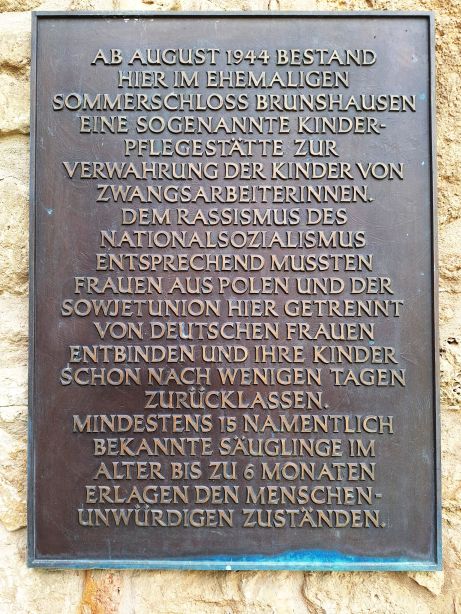 AB AUGUST 1944 BESTAND
HIER IM EHEMALIGEN
SOMMERSCHLOSS BRUNSHAUSEN
EINE SOGENANNTE KINDER-
PFLEGESTÄTTE ZUR
VERWAHRUNG DER KINDER VON
ZWANGSARBEITERINNEN.
DEM RASSISMUS DES
NATIONALSOZIALISMUS
ENTSPRECHEND MUSSTEN
FRAUEN AUS POLEN UND DER
SOWJETUNION HIER GETRENNT
VON DEUTSCHEN FRAUEN
ENTBINDEN UND IHRE KINDER
SCHON NACH WENIGEN TAGEN
ZURÜCKLASSEN.
MINDESTENS 15 NAMENTLICH
BEKANNTE SÄUGLINGE IM
ALTER BIS ZU 6 MONATEN
ERLAGEN DEN MENSCHEN-
UNWÜRDIGEN ZUSTÄNDEN.